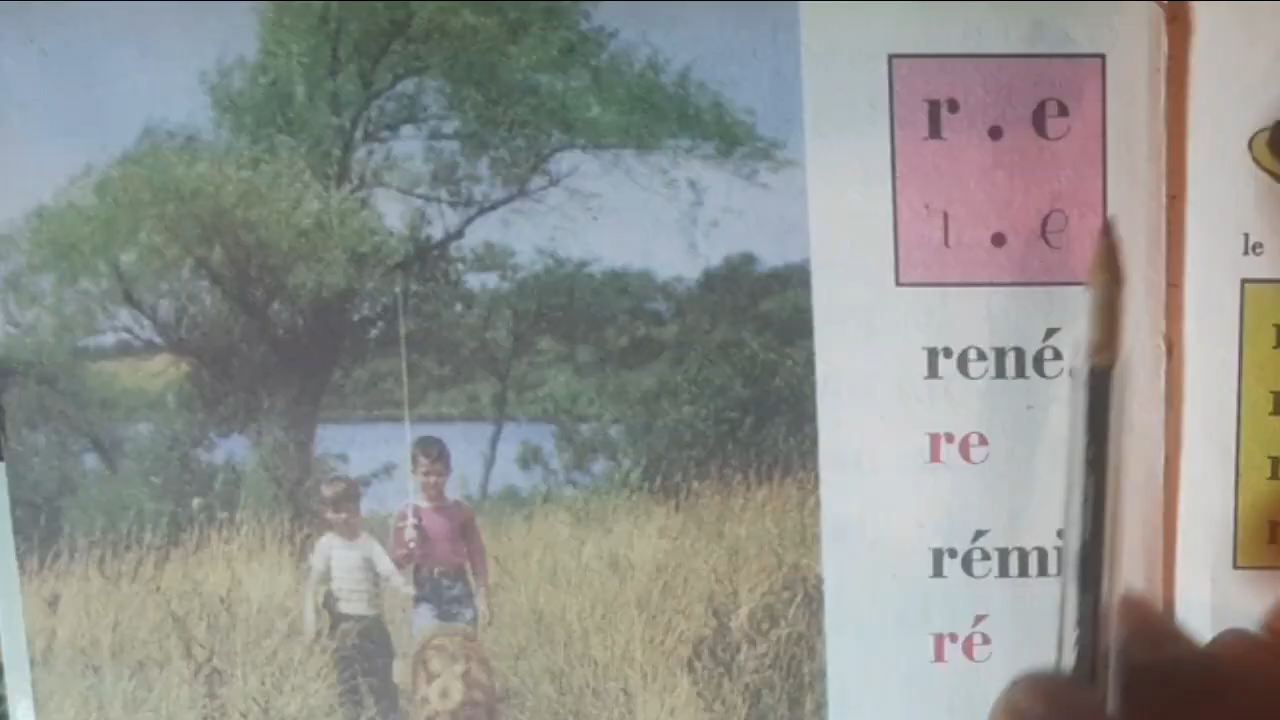 r . e
r . e
rené.
re
rémi
ré
le